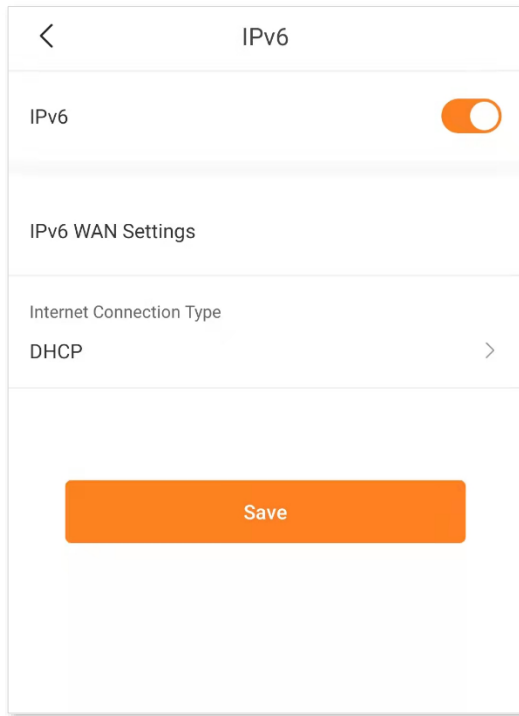 IPv6
IPv6
IPv6 WAN Settings
Internet Connection Type
DHCP
Save